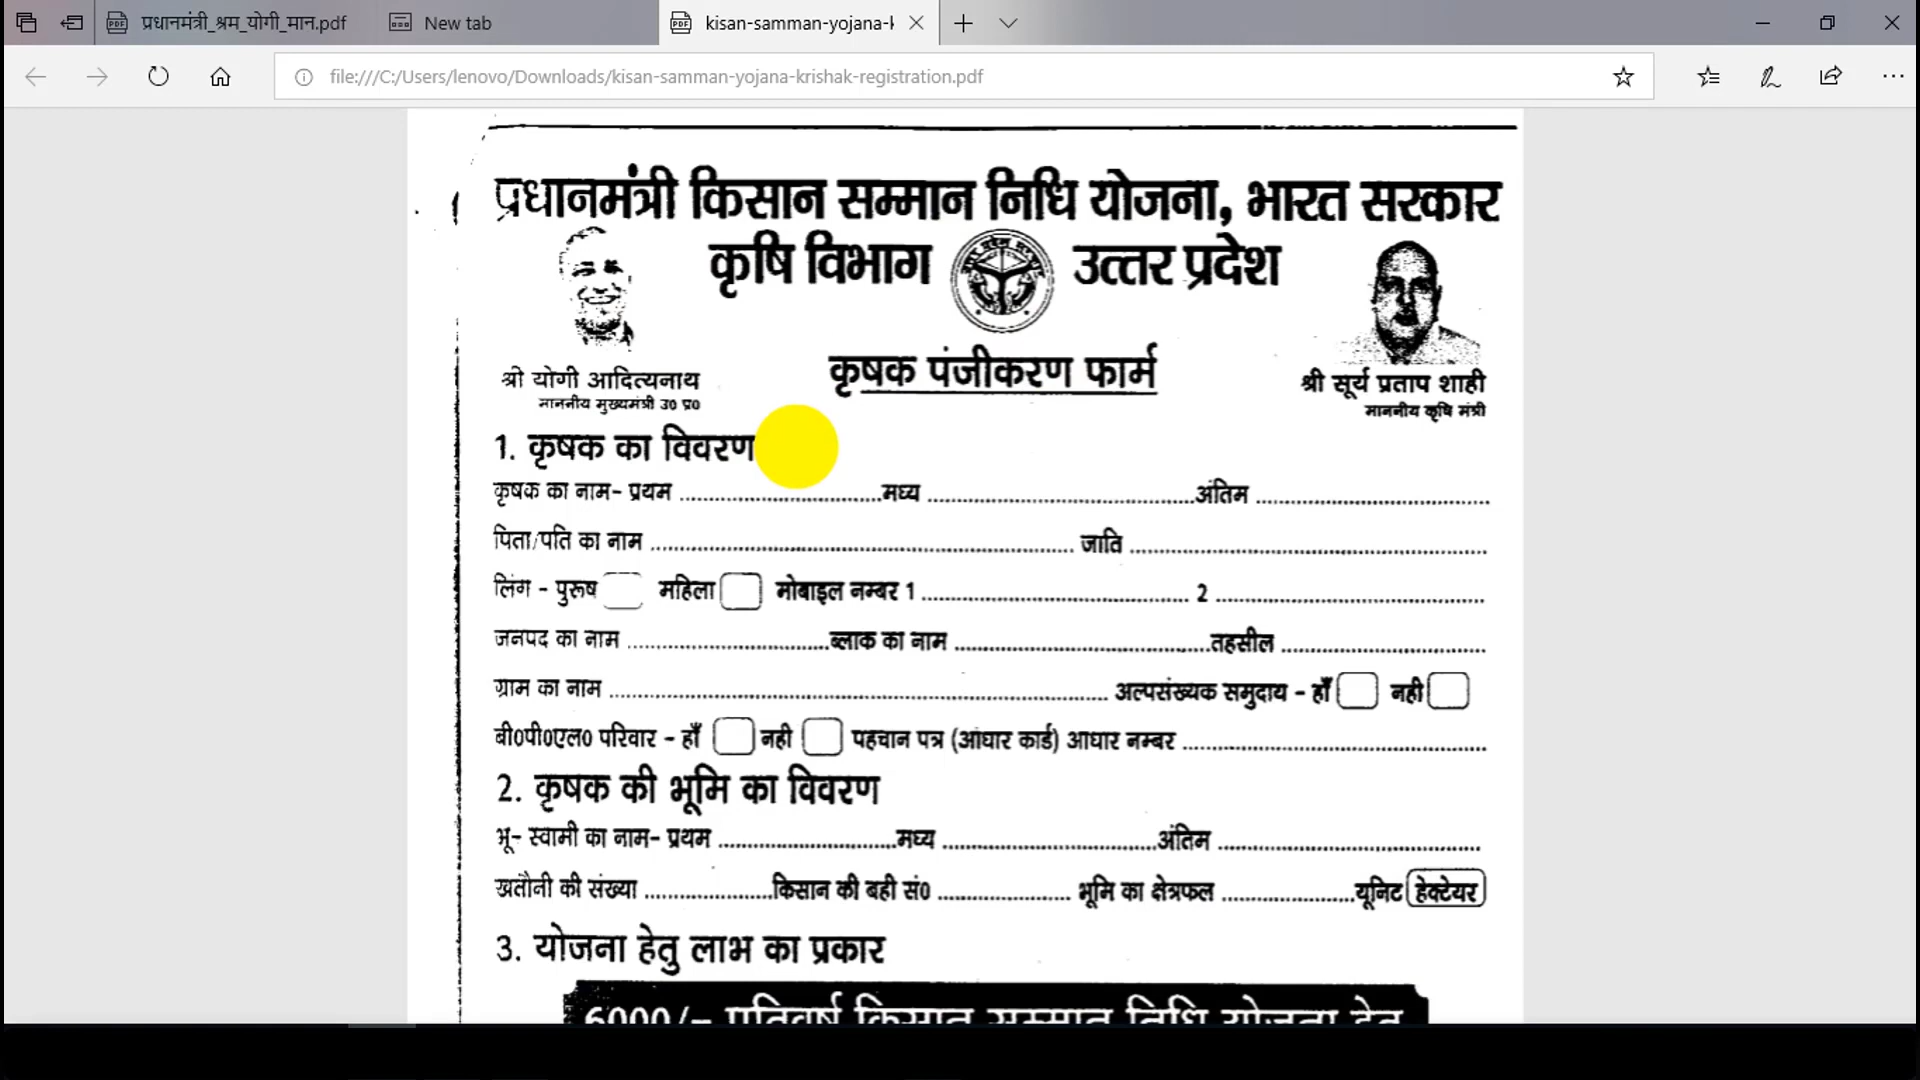 प्रधानमंत्री_श्रम_योगी_मान.pdf
New tab
kisan-samman-yojana-k
file:///C:/Users/lenovo/Downloads/kisan-samman-yojana-krishak-registration.pdf
प्रधानमंत्री किसान सम्मान निधि योजना, भारत सरकार
कृषि विभाग उत्तर प्रदेश
कृषक पंजीकरण फार्म
श्री योगी आदित्यनाथ
माननीय मुख्यमंत्री उ0 प्र0
श्री सूर्य प्रताप शाही
माननीय कृषि मंत्री
1. कृषक का विवरण
कृषक का नाम- प्रथम ........................ मध्य ........................ अंतिम ........................
पिता/पति का नाम ........................ जाति ........................
लिंग - पुरूष महिला मोबाइल नम्बर 1 ........................ 2 ........................
जनपद का नाम ........................ ब्लाक का नाम ........................ तहसील ........................
ग्राम का नाम ........................ अल्पसंख्यक समुदाय - हाँ नही
बी0पी0एल0 परिवार - हाँ नही पहचान पत्र (आधार कार्ड) आधार नम्बर ........................
2. कृषक की भूमि का विवरण
भू- स्वामी का नाम- प्रथम ........................ मध्य ........................ अंतिम ........................
खतौनी की संख्या ................ किसान की बही सं0 ................ भूमि का क्षेत्रफल ................ यूनिट हेक्टेयर
3. योजना हेतु लाभ का प्रकार
6000/- प्रतिवर्ष किसान सम्मान निधि योजना हेतु